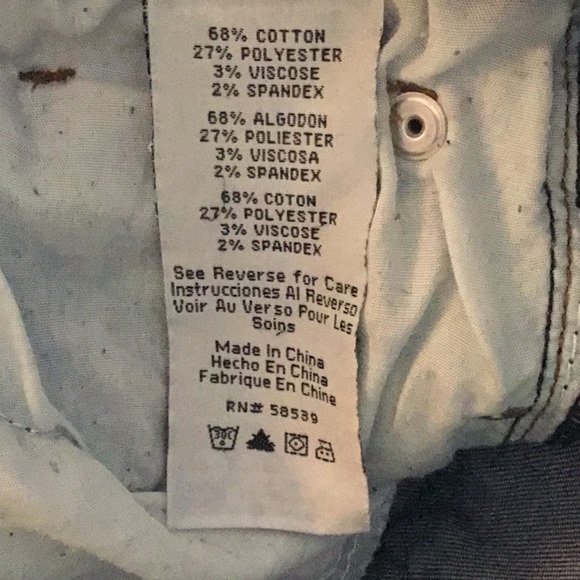 68% COTTON
27% POLYESTER
3% VISCOSE
2% SPANDEX
68% ALGODON
27% POLIESTER
3% VISCOSA
2% SPANDEX
68% COTON
27% POLYESTER
3% VISCOSE
2% SPANDEX
See Reverse for Care
Instrucciones Al Reverso
Voir Au Verso Pour Les
Soins
Made in China
Hecho En China
Fabrique En Chine
RN# 58539
30C